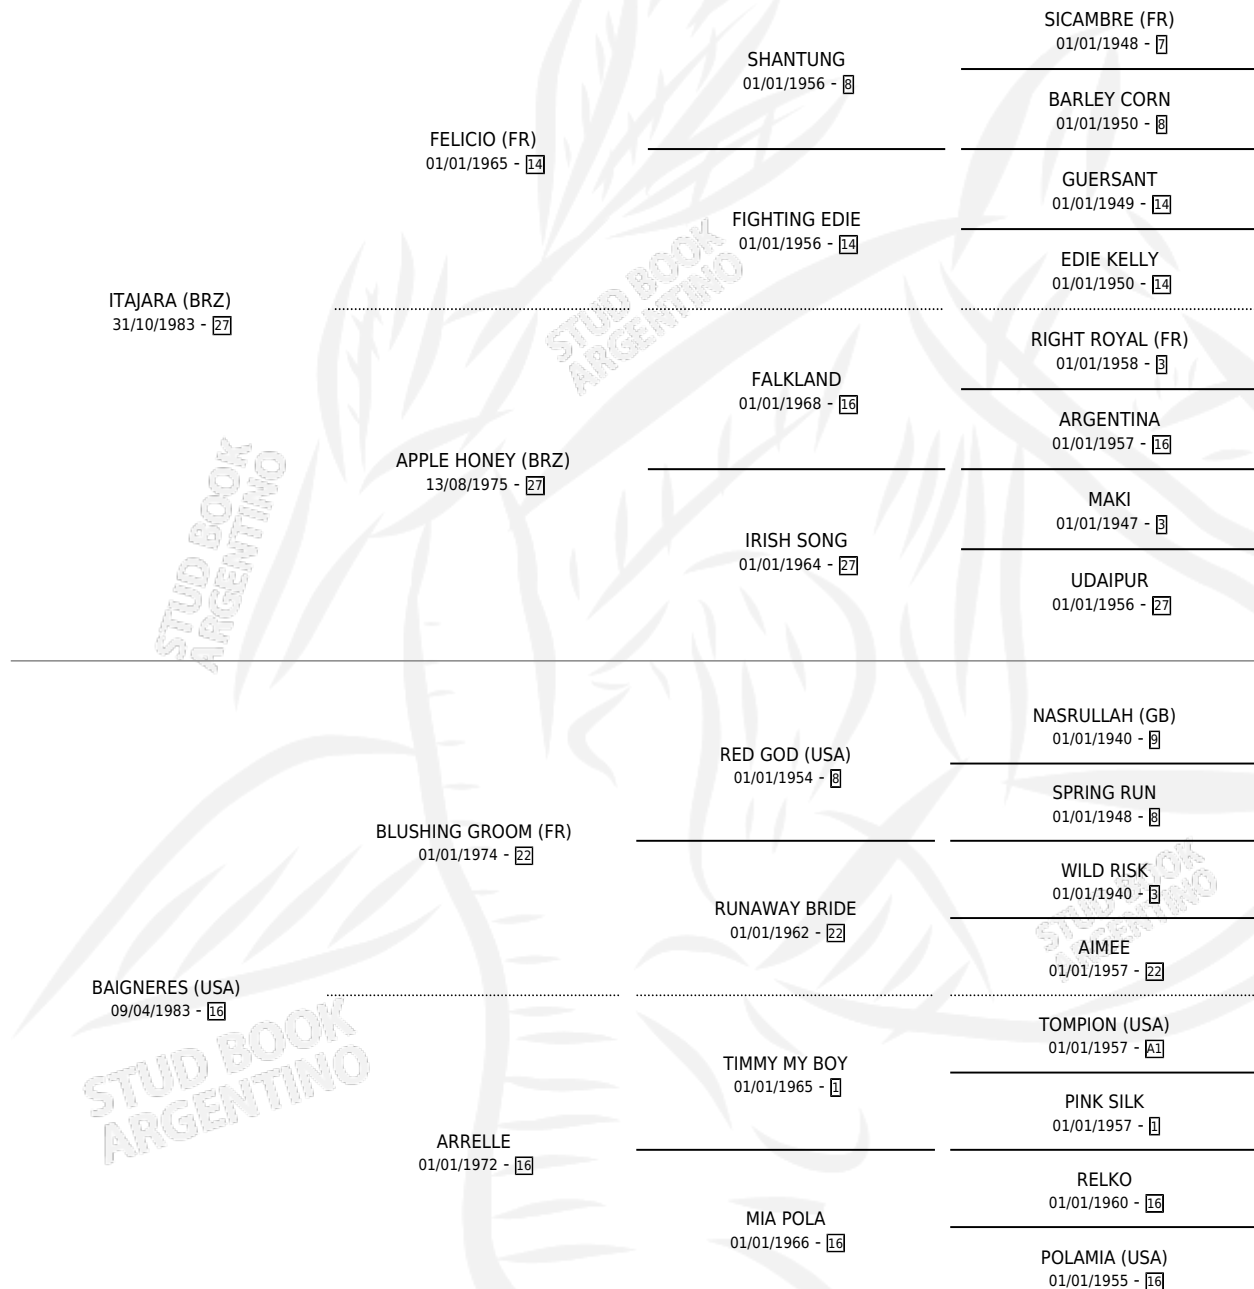 SICAMBRE (FR)
01/01/1948 - 7
SHANTUNG
01/01/1956 - 8
BARLEY CORN
01/01/1950 - 8
FELICIO (FR)
01/01/1965 - 14
GUERSANT
01/01/1949 - 14
FIGHTING EDIE
01/01/1956 - 14
EDIE KELLY
01/01/1950 - 14
ITAJARA (BRZ)
31/10/1983 - 27
STUD BOOK
ARGENTINO
RIGHT ROYAL (FR)
01/01/1958 - 3
FALKLAND
01/01/1968 - 16
ARGENTINA
01/01/1957 - 16
APPLE HONEY (BRZ)
13/08/1975 - 27
MAKI
01/01/1947 - 3
IRISH SONG
01/01/1964 - 27
UDAIPUR
01/01/1956 - 27
STUD BOOK
ARGENTINO
NASRULLAH (GB)
01/01/1940 - 9
RED GOD (USA)
01/01/1954 - 8
SPRING RUN
01/01/1948 - 8
BLUSHING GROOM (FR)
01/01/1974 - 22
WILD RISK
01/01/1940 - 3
RUNAWAY BRIDE
01/01/1962 - 22
AIMEE
01/01/1957 - 22
STUD BOOK
ARGENTINO
BAIGNERES (USA)
09/04/1983 - 16
TOMPION (USA)
01/01/1957 - A1
TIMMY MY BOY
01/01/1965 - 1
PINK SILK
01/01/1957 - 1
ARRELLE
01/01/1972 - 16
RELKO
01/01/1960 - 16
MIA POLA
01/01/1966 - 16
POLAMIA (USA)
01/01/1955 - 16
STUD BOOK
ARGENTINO